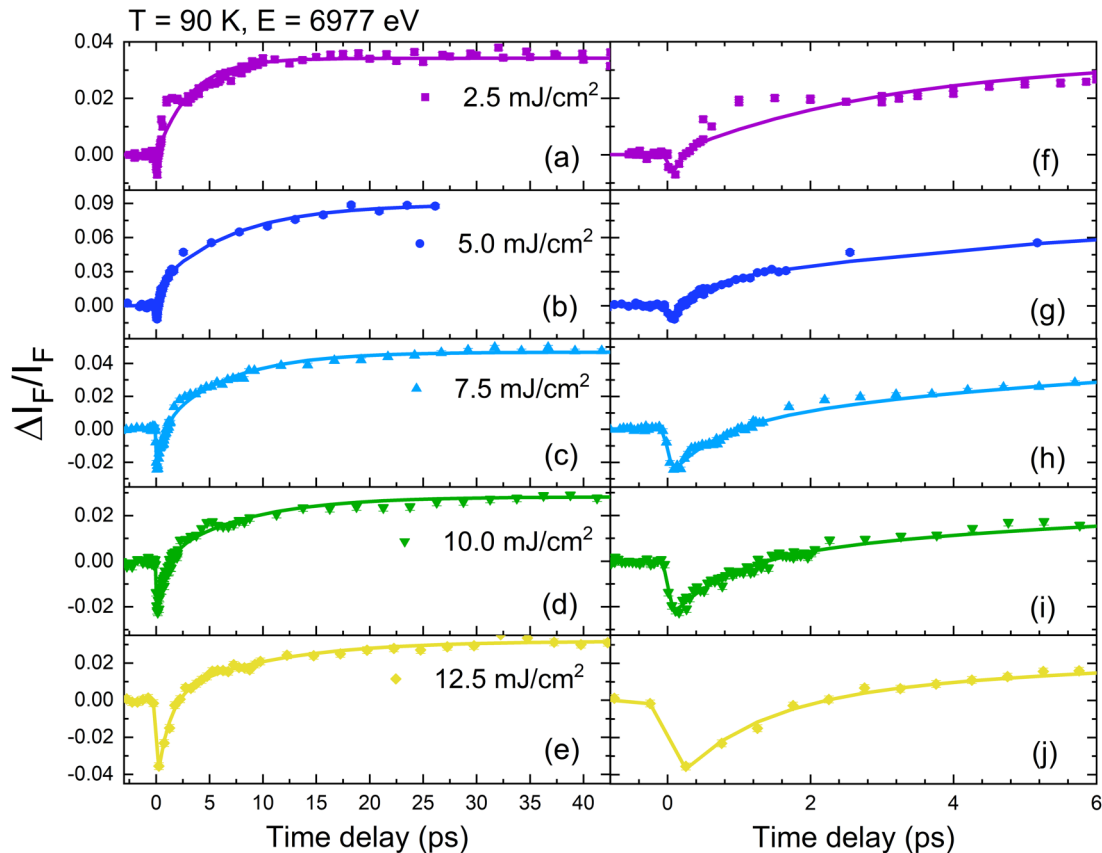 T = 90 K, E = 6977 eV
0.04
0.02
0.00
2.5 mJ/cm²
(a)
(f)
0.09
0.06
0.03
0.00
5.0 mJ/cm²
(b)
(g)
ΔI_F/I_F
0.04
0.02
0.00
-0.02
7.5 mJ/cm²
(c)
(h)
0.02
0.00
-0.02
10.0 mJ/cm²
(d)
(i)
0.02
0.00
-0.02
-0.04
12.5 mJ/cm²
(e)
(j)
0 5 10 15 20 25 30 35 40
0 2 4 6
Time delay (ps)
Time delay (ps)